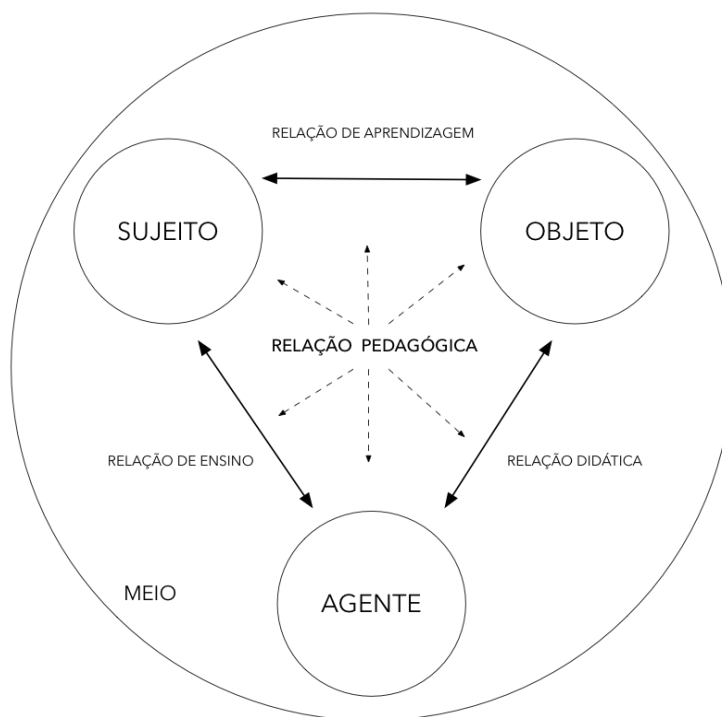 RELAÇÃO DE APRENDIZAGEM
SUJEITO
OBJETO
RELAÇÃO PEDAGÓGICA
RELAÇÃO DE ENSINO
RELAÇÃO DIDÁTICA
MEIO
AGENTE